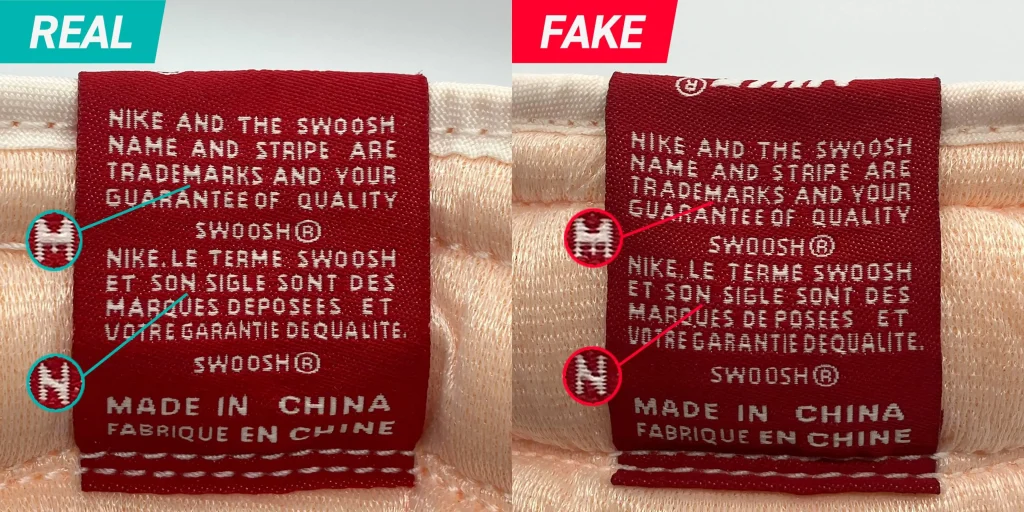 REAL
NIKE AND THE SWOOSH
NAME AND STRIPE ARE
TRADEMARKS AND YOUR
GUARANTEE OF QUALITY
SWOOSH®
NIKE.LE TERME SWOOSH
ET SON SIGLE SONT DES
MARQUES DEPOSEES ET
VOTRE GARANTIE DE QUALITE.
SWOOSH®
MADE IN CHINA
FABRIQUE EN CHINE
M
N
FAKE
®
NIKE AND THE SWOOSH
NAME AND STRIPE ARE
TRADEMARKS AND YOUR
GUARANTEE OF QUALITY
SWOOSH®
NIKE.LE TERME SWOOSH
ET SON SIGLE SONT DES
MARQUES DEPOSEES ET
VOTRE GARANTIE DE QUALITE.
SWOOSH®
MADE IN CHINA
FABRIQUE EN CHINE
M
N